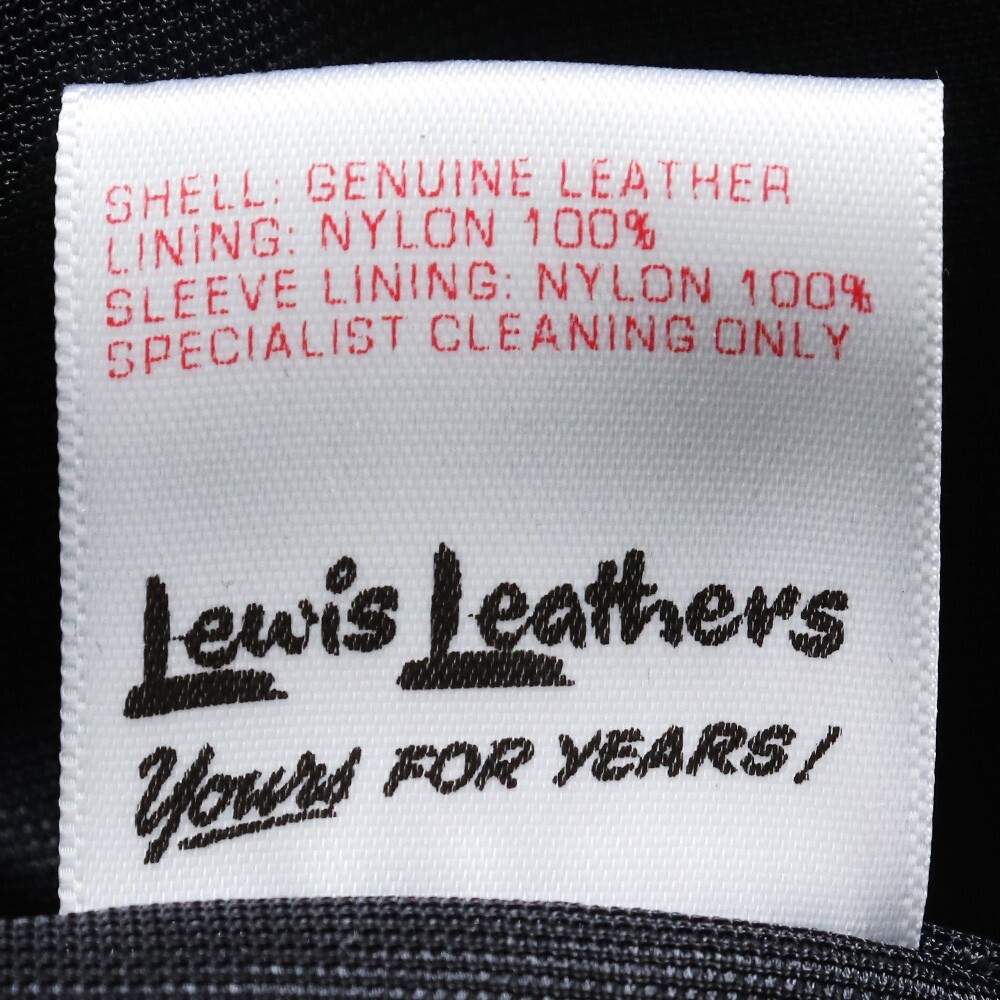 SHELL: GENUINE LEATHER
LINING: NYLON 100%
SLEEVE LINING: NYLON 100%
SPECIALIST CLEANING ONLY
Lewis Leathers
Yours FOR YEARS!